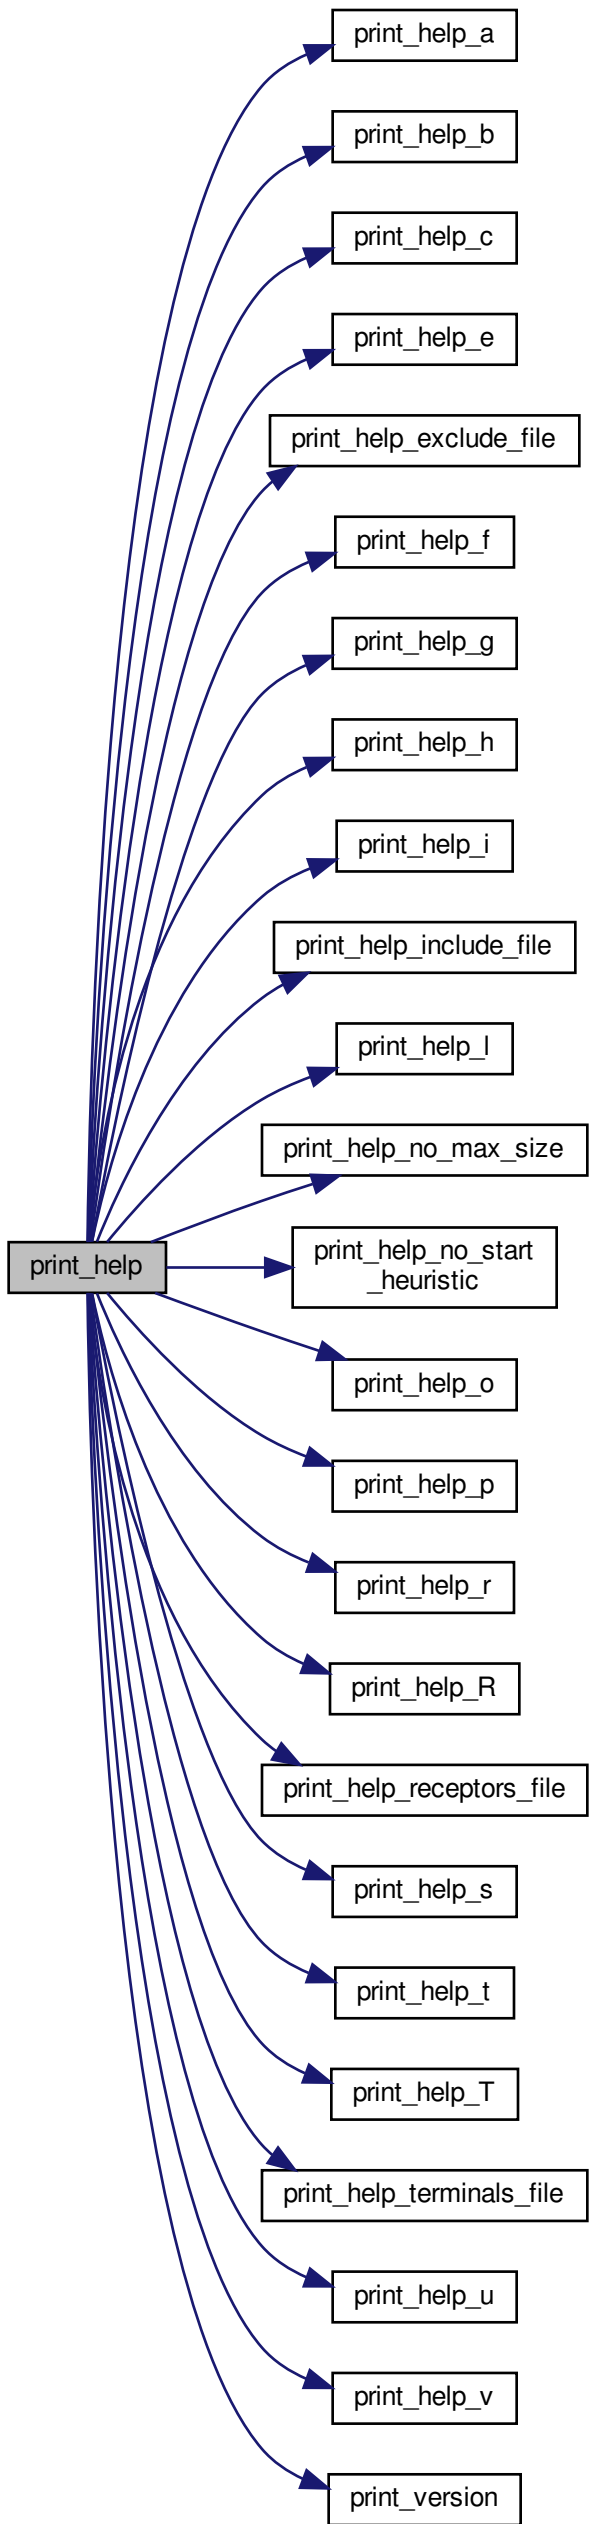 print_help_a
print_help_b
print_help_c
print_help_e
print_help_exclude_file
print_help_f
print_help_g
print_help_h
print_help_i
print_help_include_file
print_help_l
print_help_no_max_size
print_help
print_help_no_start
_heuristic
print_help_o
print_help_p
print_help_r
print_help_R
print_help_receptors_file
print_help_s
print_help_t
print_help_T
print_help_terminals_file
print_help_u
print_help_v
print_version